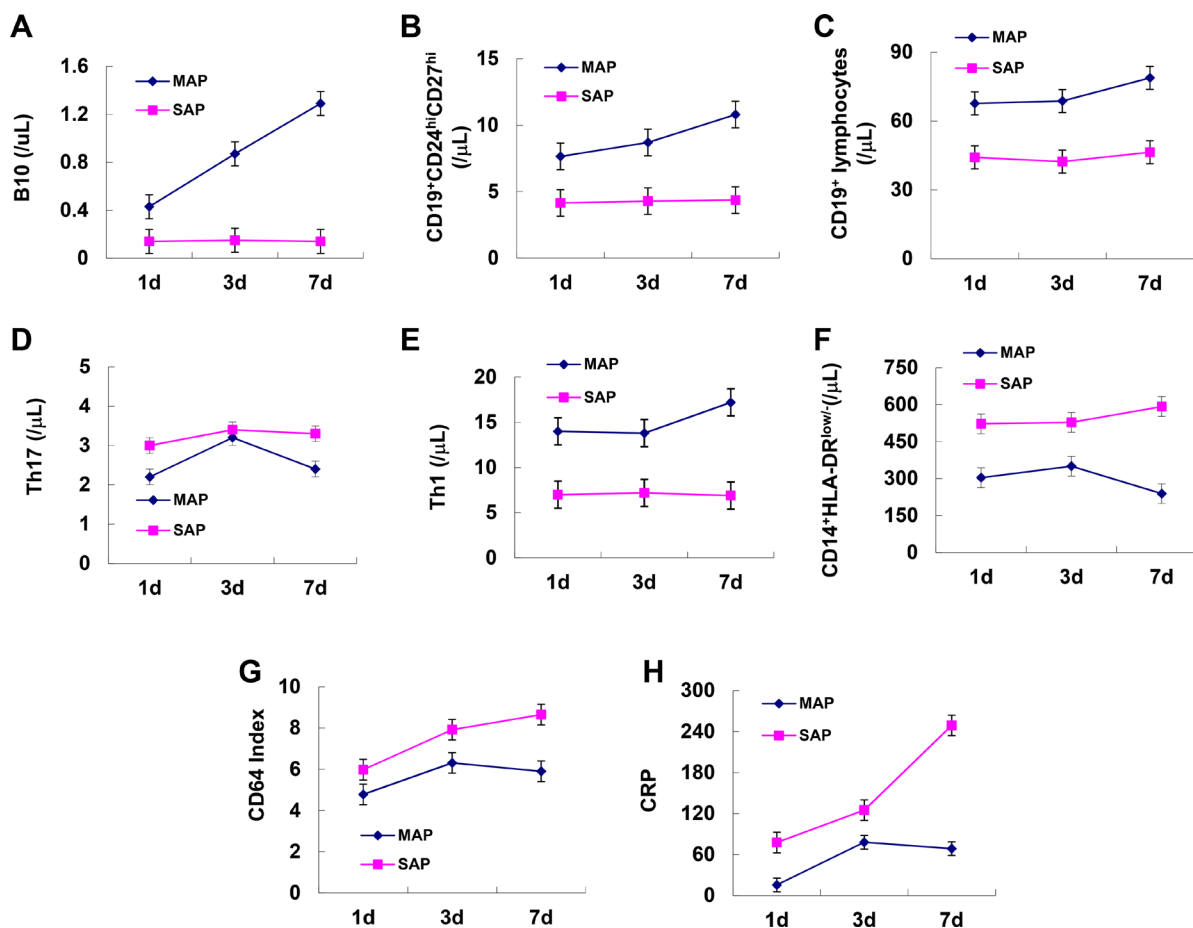 A
B10 (/uL)
1.6
1.2
0.8
0.4
0
MAP
SAP
1d 3d 7d
B
CD19⁺CD24ʰⁱCD27ʰⁱ
(/μL)
15
10
5
0
MAP
SAP
1d 3d 7d
C
CD19⁺ lymphocytes
(/μL)
90
60
30
0
MAP
SAP
1d 3d 7d
D
Th17 (/μL)
5
4
3
2
1
0
MAP
SAP
1d 3d 7d
E
Th1 (/μL)
20
15
10
5
0
MAP
SAP
1d 3d 7d
F
CD14⁺HLA-DRˡᵒʷ/⁻(/μL)
750
600
450
300
150
0
MAP
SAP
1d 3d 7d
G
CD64 Index
10
8
6
4
2
0
MAP
SAP
1d 3d 7d
H
CRP
300
240
180
120
60
0
MAP
SAP
1d 3d 7d